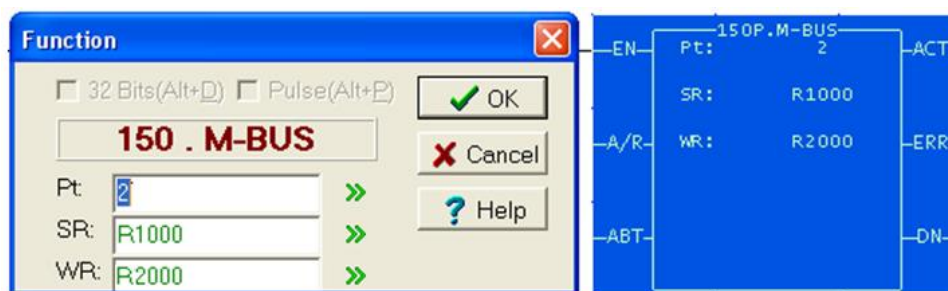 Function
32 Bits(Alt+D) Pulse(Alt+P)
OK
150 . M-BUS
Cancel
Pt: 2
Help
SR: R1000
WR: R2000
150P.M-BUS
EN Pt: 2 ACT
SR: R1000
A/R WR: R2000 ERR
ABT DN